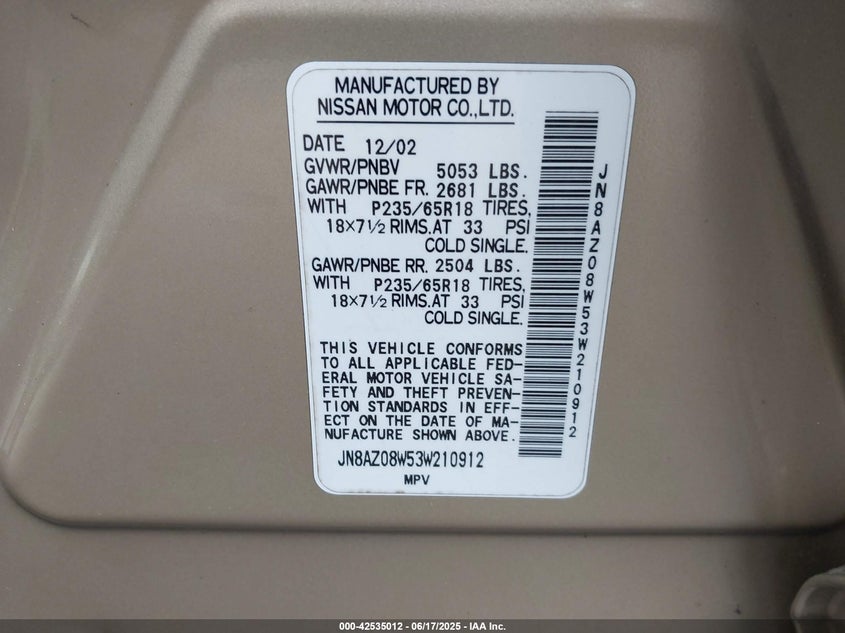 MANUFACTURED BY
NISSAN MOTOR CO.,LTD.
DATE 12/02
GVWR/PNBV 5053 LBS.
GAWR/PNBE FR. 2681 LBS.
WITH P235/65R18 TIRES,
18×7½ RIMS.AT 33 PSI
COLD SINGLE.
GAWR/PNBE RR. 2504 LBS.
WITH P235/65R18 TIRES,
18×7½ RIMS.AT 33 PSI
COLD SINGLE.
THIS VEHICLE CONFORMS
TO ALL APPLICABLE FED-
ERAL MOTOR VEHICLE SA-
FETY AND THEFT PREVEN-
TION STANDARDS IN EFF-
ECT ON THE DATE OF MA-
NUFACTURE SHOWN ABOVE.
JN8AZ08W53W210912
MPV
JN8AZ08W53W210912
000-42535012 - 06/17/2025 - IAA Inc.